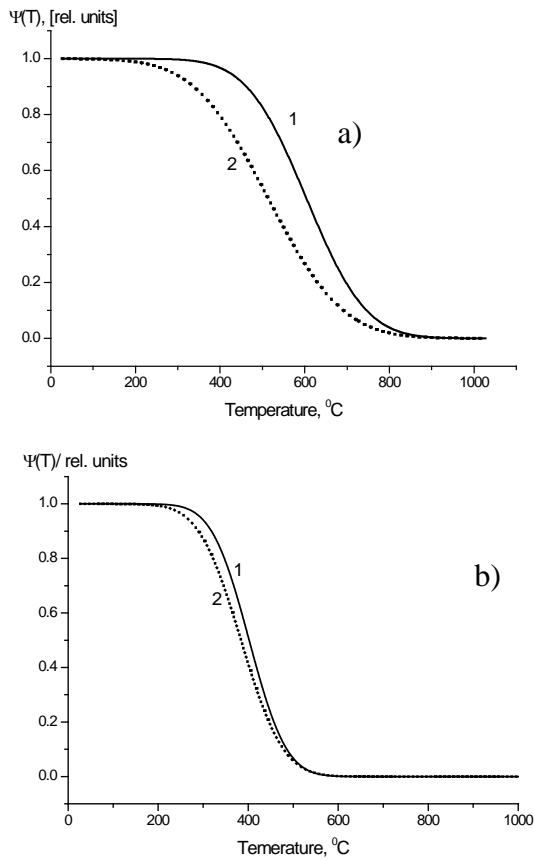 Ψ(T), [rel. units]
1.0
0.8
0.6
0.4
0.2
0.0
1
2
a)
0 200 400 600 800 1000
Temperature, ⁰C
Ψ(T)/ rel. units
1.0
0.8
0.6
0.4
0.2
0.0
1
2
b)
0 200 400 600 800 1000
Temerature, ⁰C